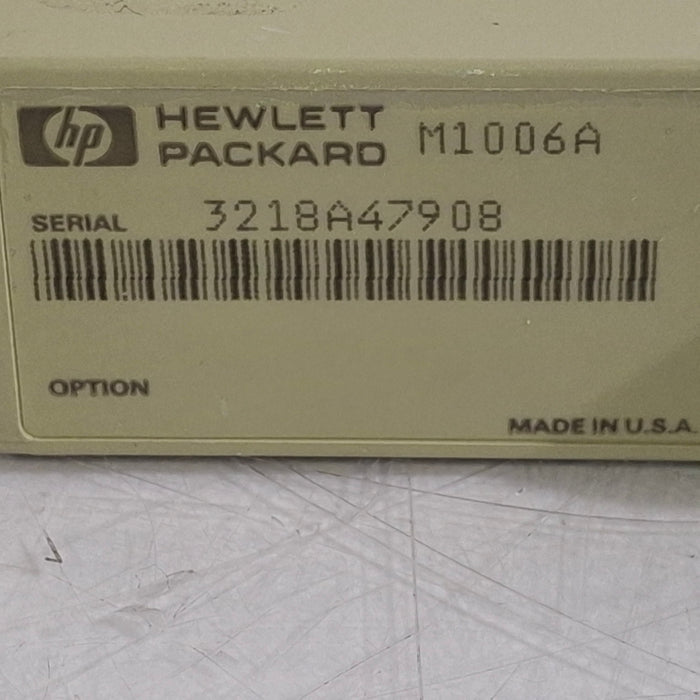 hp HEWLETT
PACKARD M1006A
SERIAL 3218A47908
OPTION
MADE IN U.S.A.